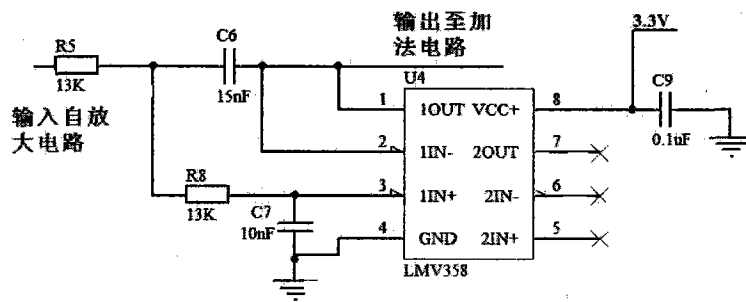 输出至加
法电路
3.3V
C6
R5
U4
C9
13K
15nF
1
1OUT
VCC+
8
输入自放
大电路
0.1uF
2
1IN-
2OUT
7
R8
3
1IN+
2IN-
6
13K
C7
10nF
4
GND
2IN+
5
LMV358